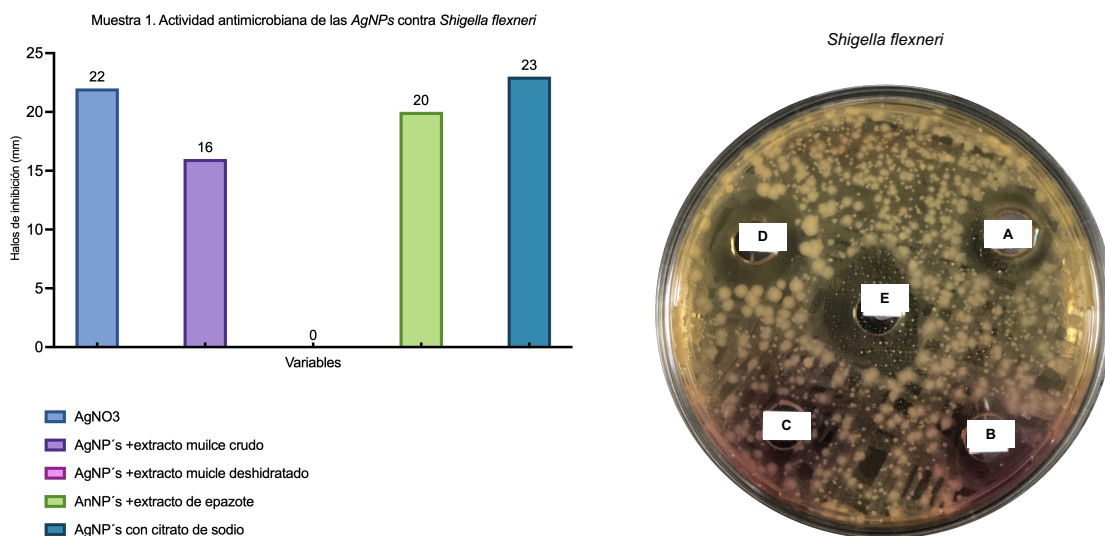 Muestra 1. Actividad antimicrobiana de las AgNPs contra Shigella flexneri
Halos de inhibición (mm)
25
20
15
10
5
0
22
16
0
20
23
Variables
AgNO3
AgNP´s +extracto muilce crudo
AgNP´s +extracto muicle deshidratado
AnNP´s +extracto de epazote
AgNP´s con citrato de sodio
Shigella flexneri
D
A
E
C
B